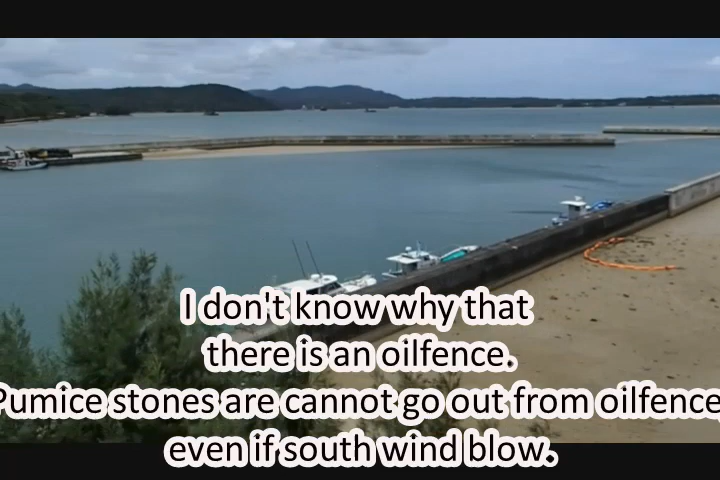 I don't know why that
there is an oilfence.
Pumice stones are cannot go out from oilfence,
even if south wind blow.